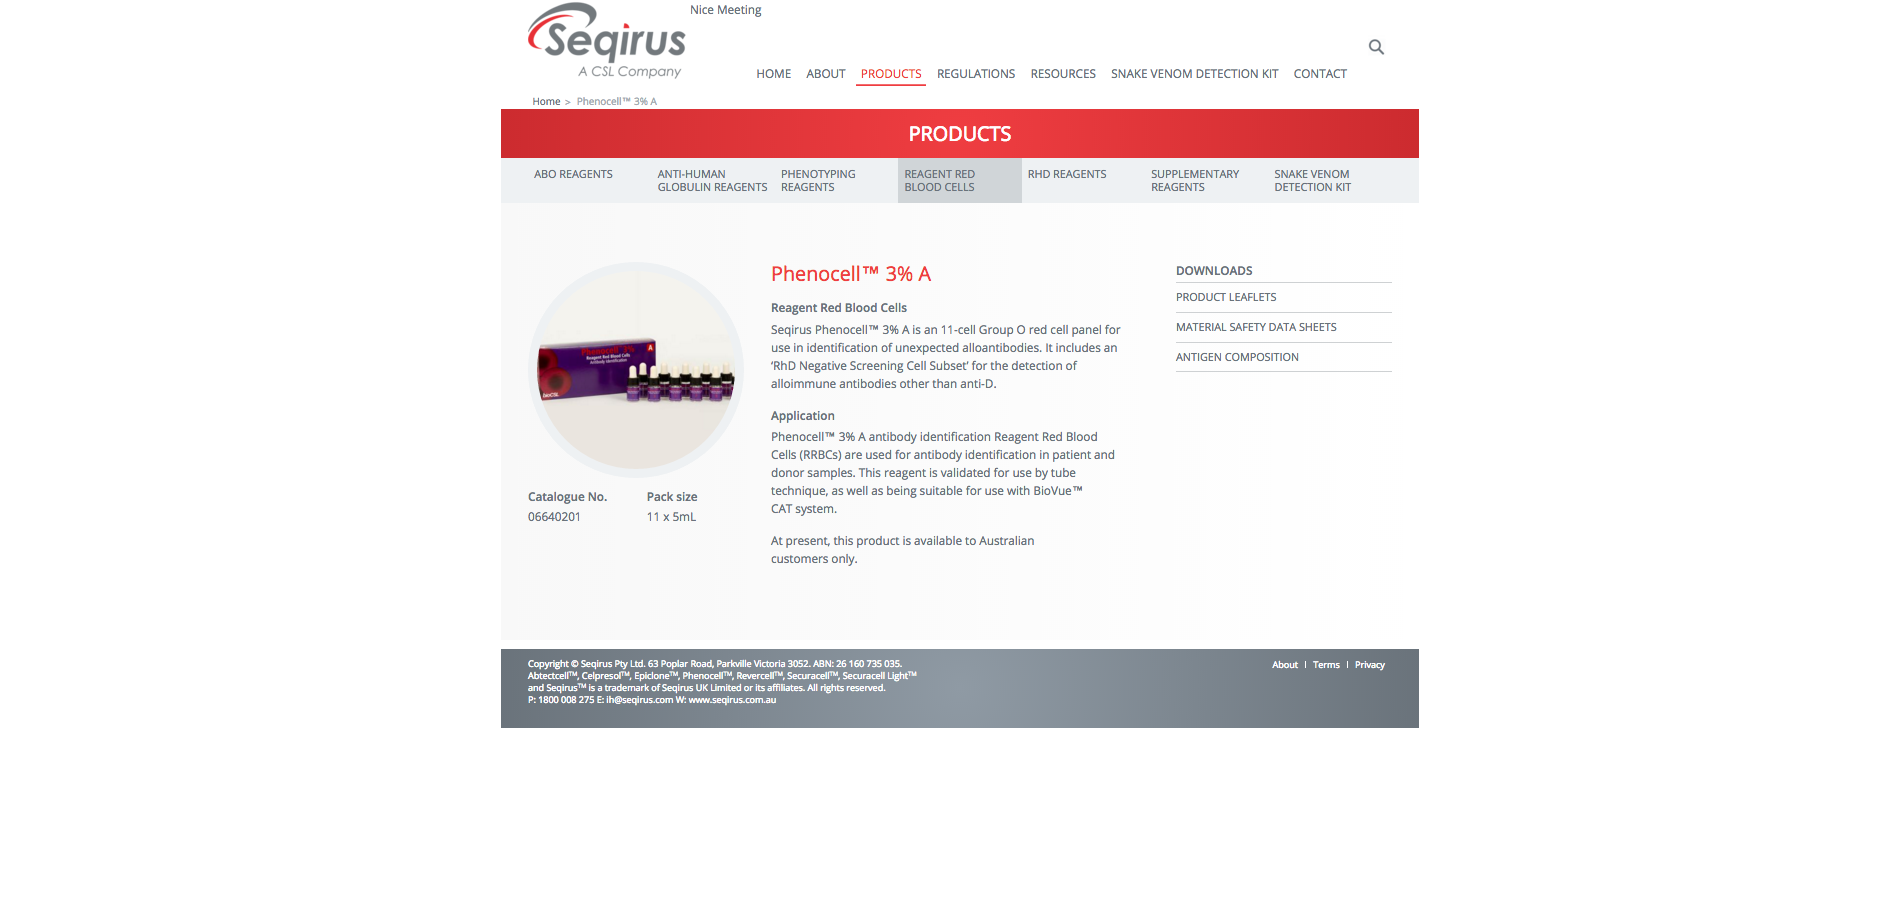 Nice Meeting
Seqirus
A CSL Company
HOME ABOUT PRODUCTS REGULATIONS RESOURCES SNAKE VENOM DETECTION KIT CONTACT
Home > Phenocell™ 3% A
PRODUCTS
ABO REAGENTS
ANTI-HUMAN
GLOBULIN REAGENTS
PHENOTYPING
REAGENTS
REAGENT RED
BLOOD CELLS
RHD REAGENTS
SUPPLEMENTARY
REAGENTS
SNAKE VENOM
DETECTION KIT
Phenocell 3% A
Reagent Red Blood Cells
Antibody Identification
bioCSL
Catalogue No. Pack size
06640201 11 x 5mL
Phenocell™ 3% A
Reagent Red Blood Cells
Seqirus Phenocell™ 3% A is an 11-cell Group O red cell panel for
use in identification of unexpected alloantibodies. It includes an
‘RhD Negative Screening Cell Subset’ for the detection of
alloimmune antibodies other than anti-D.
Application
Phenocell™ 3% A antibody identification Reagent Red Blood
Cells (RRBCs) are used for antibody identification in patient and
donor samples. This reagent is validated for use by tube
technique, as well as being suitable for use with BioVue™
CAT system.
At present, this product is available to Australian
customers only.
DOWNLOADS
PRODUCT LEAFLETS
MATERIAL SAFETY DATA SHEETS
ANTIGEN COMPOSITION
Copyright © Seqirus Pty Ltd. 63 Poplar Road, Parkville Victoria 3052. ABN: 26 160 735 035.
Abtectcell™, Celpresol™, Epiclone™, Phenocell™, Revercell™, Securacell™, Securacell Light™
and Seqirus™ is a trademark of Seqirus UK Limited or its affiliates. All rights reserved.
P: 1800 008 275 E: ih@seqirus.com W: www.seqirus.com.au
About | Terms | Privacy